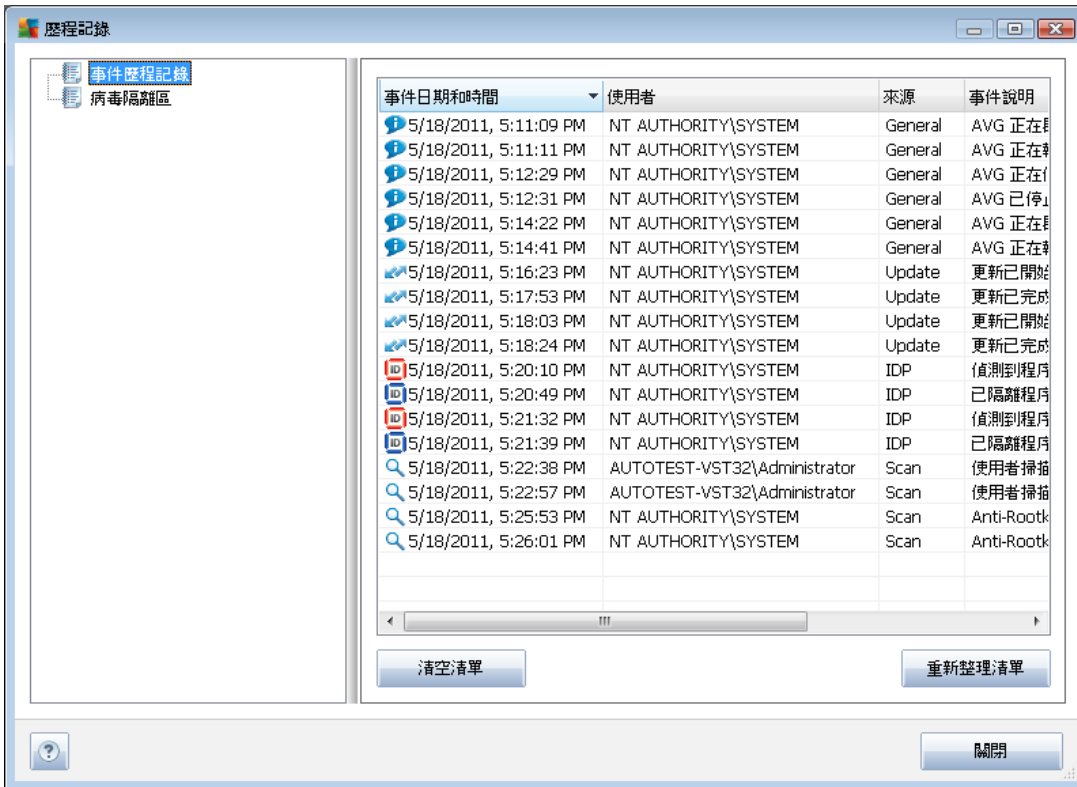 歷程記錄
事件歷程記錄
病毒隔離區
事件日期和時間 使用者 來源 事件說明
5/18/2011, 5:11:09 PM NT AUTHORITY\SYSTEM General AVG 正在
5/18/2011, 5:11:11 PM NT AUTHORITY\SYSTEM General AVG 正在
5/18/2011, 5:12:29 PM NT AUTHORITY\SYSTEM General AVG 正在
5/18/2011, 5:12:31 PM NT AUTHORITY\SYSTEM General AVG 已停
5/18/2011, 5:14:22 PM NT AUTHORITY\SYSTEM General AVG 正在
5/18/2011, 5:14:41 PM NT AUTHORITY\SYSTEM General AVG 正在
5/18/2011, 5:16:23 PM NT AUTHORITY\SYSTEM Update 更新已開始
5/18/2011, 5:17:53 PM NT AUTHORITY\SYSTEM Update 更新已完成
5/18/2011, 5:18:03 PM NT AUTHORITY\SYSTEM Update 更新已開始
5/18/2011, 5:18:24 PM NT AUTHORITY\SYSTEM Update 更新已完成
ID 5/18/2011, 5:20:10 PM NT AUTHORITY\SYSTEM IDP 偵測到程序
ID 5/18/2011, 5:20:49 PM NT AUTHORITY\SYSTEM IDP 已隔離程序
ID 5/18/2011, 5:21:32 PM NT AUTHORITY\SYSTEM IDP 偵測到程序
ID 5/18/2011, 5:21:39 PM NT AUTHORITY\SYSTEM IDP 已隔離程序
5/18/2011, 5:22:38 PM AUTOTEST-VST32\Administrator Scan 使用者掃描
5/18/2011, 5:22:57 PM AUTOTEST-VST32\Administrator Scan 使用者掃描
5/18/2011, 5:25:53 PM NT AUTHORITY\SYSTEM Scan Anti-Rootk
5/18/2011, 5:26:01 PM NT AUTHORITY\SYSTEM Scan Anti-Rootk
清空清單 重新整理清單
關閉